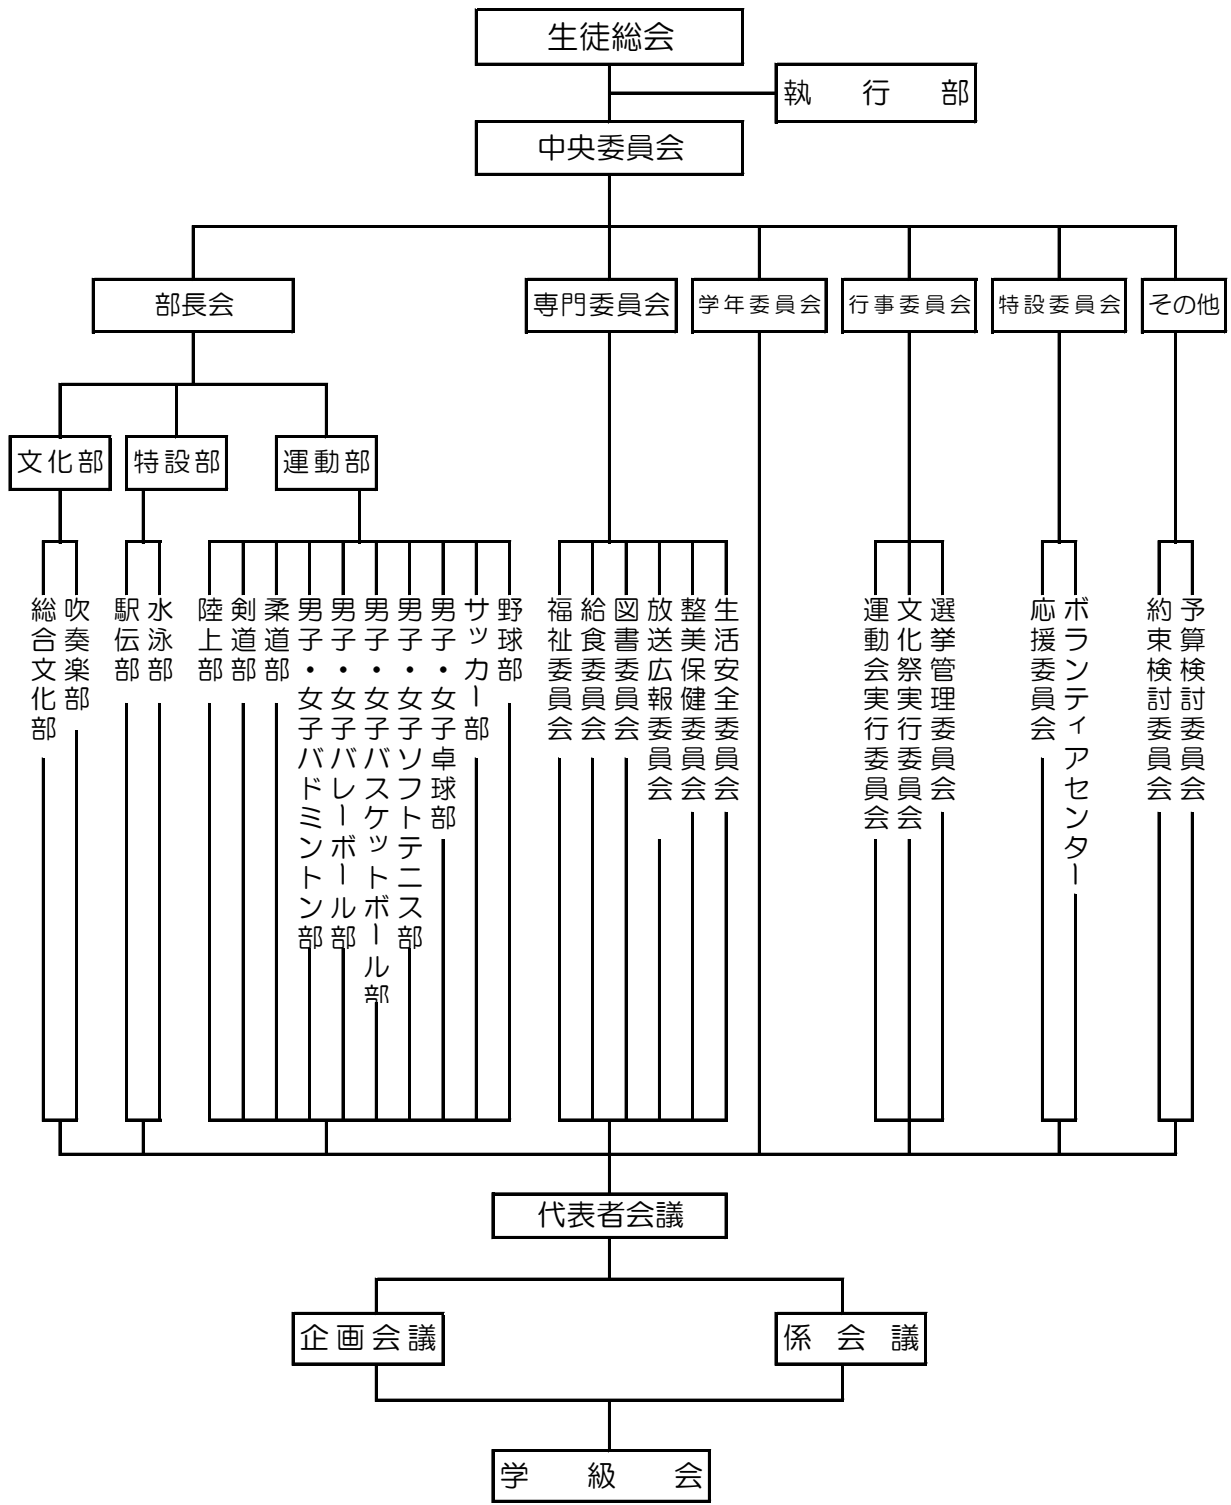 生徒総会
執行部
中央委員会
部長会
専門委員会
学年委員会
行事委員会
特設委員会
その他
文化部
特設部
運動部
総合文化部
吹奏楽部
駅伝部
水泳部
陸上部
剣道部
柔道部
男子・女子バドミントン部
男子・女子バレーボール部
男子・女子バスケットボール部
男子・女子ソフトテニス部
男子・女子卓球部
サッカー部
野球部
福祉委員会
給食委員会
図書委員会
放送広報委員会
整美保健委員会
生活安全委員会
運動会実行委員会
文化祭実行委員会
選挙管理委員会
応援委員会
ボランティアセンター
約束検討委員会
予算検討委員会
代表者会議
企画会議
係会議
学級会